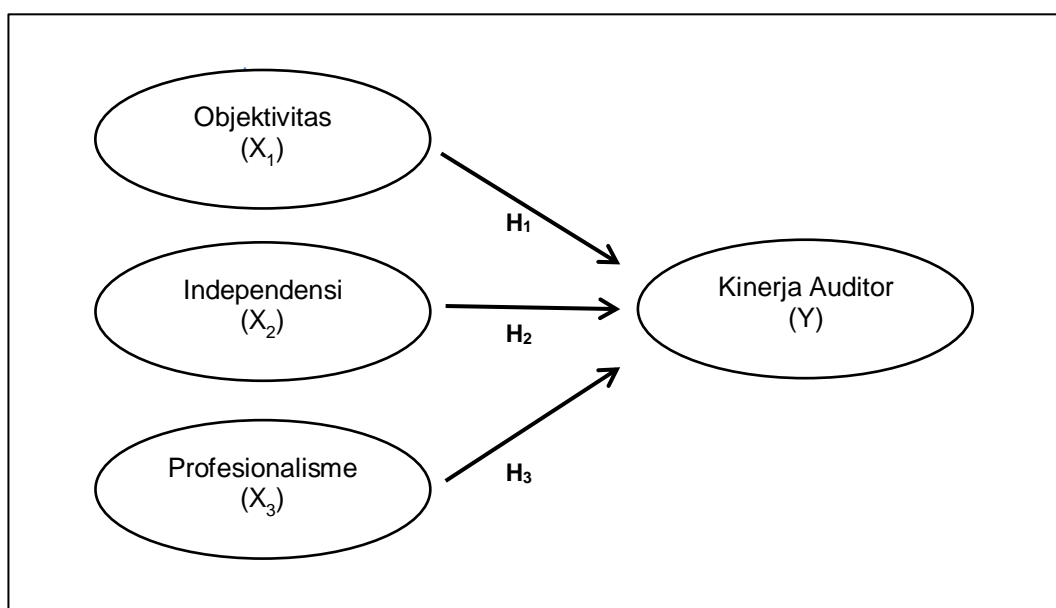 Objektivitas
(X₁)
H₁
Independensi
(X₂)
H₂
Kinerja Auditor
(Y)
Profesionalisme
(X₃)
H₃